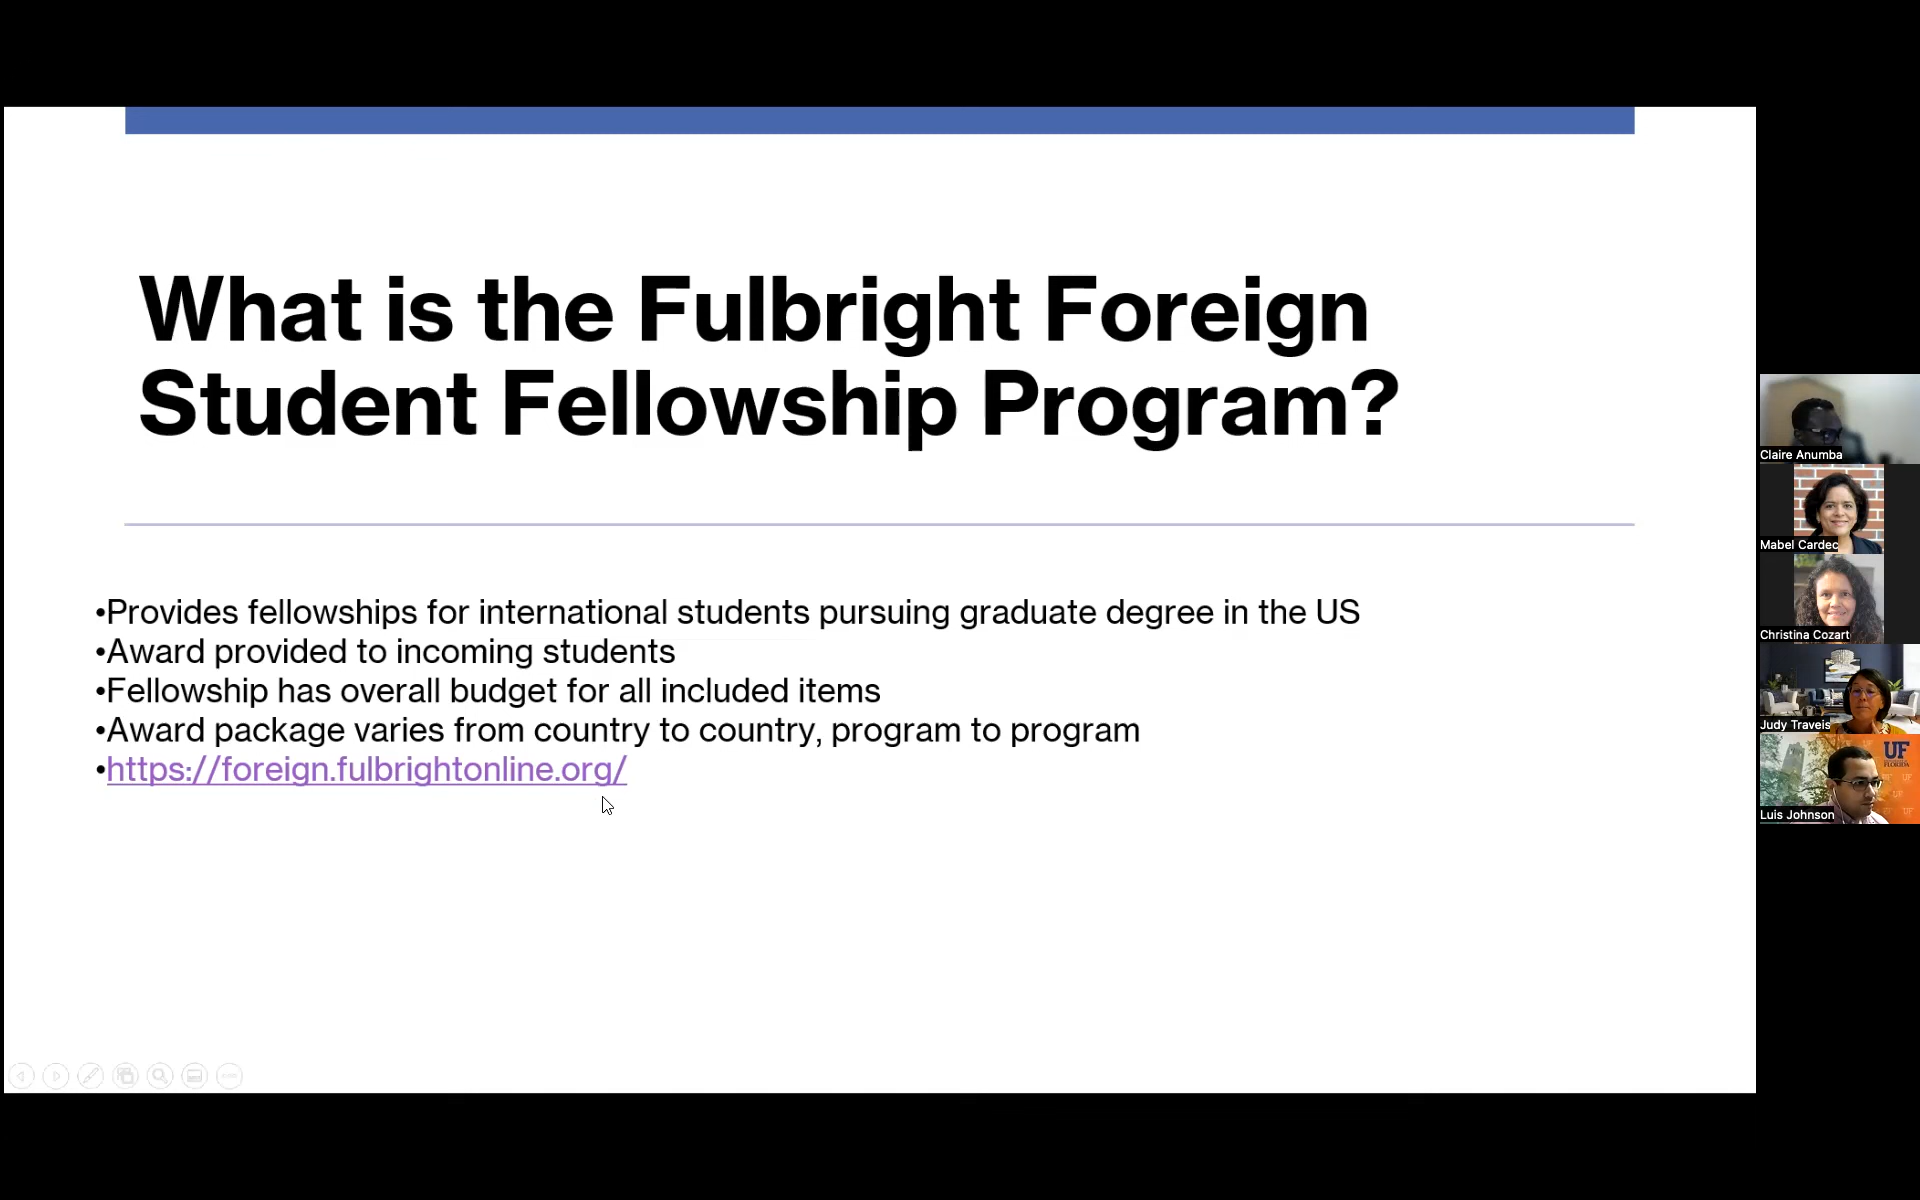 What is the Fulbright Foreign
Student Fellowship Program?
•Provides fellowships for international students pursuing graduate degree in the US
•Award provided to incoming students
•Fellowship has overall budget for all included items
•Award package varies from country to country, program to program
•https://foreign.fulbrightonline.org/
Claire Anumba
Mabel Cardec
Christina Cozart
Judy Traveis
UF
FLORIDA
Luis Johnson